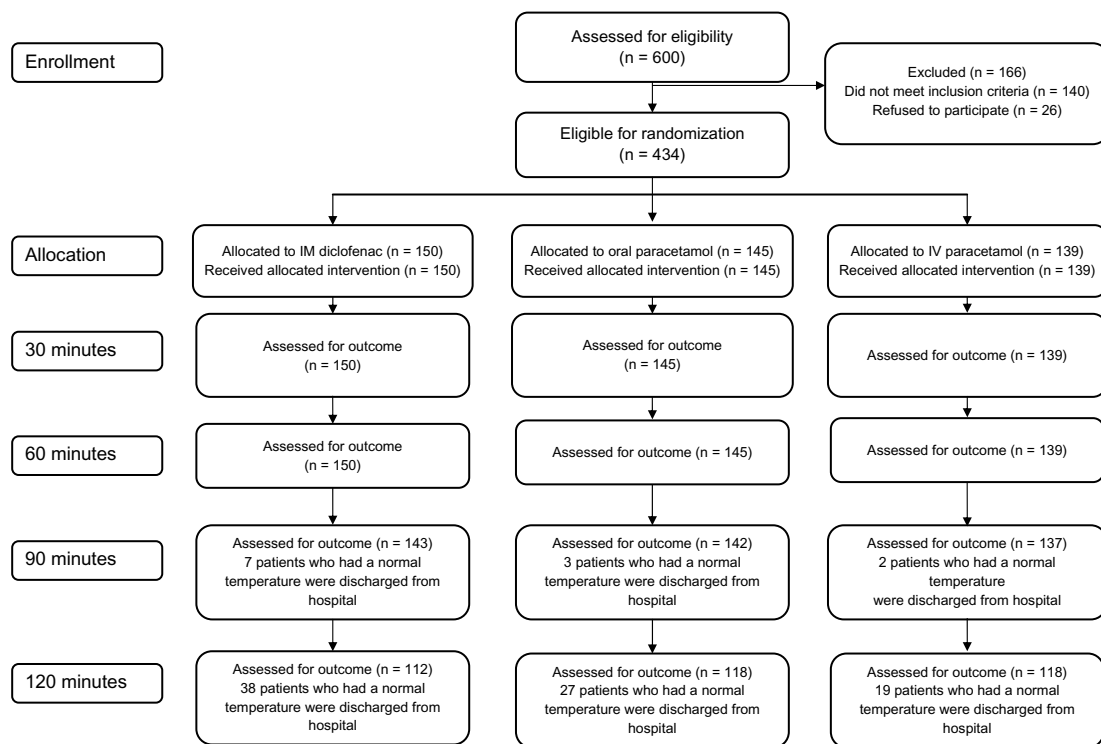 Enrollment
Assessed for eligibility
(n = 600)
Excluded (n = 166)
Did not meet inclusion criteria (n = 140)
Refused to participate (n = 26)
Eligible for randomization
(n = 434)
Allocation
Allocated to IM diclofenac (n = 150)
Received allocated intervention (n = 150)
Allocated to oral paracetamol (n = 145)
Received allocated intervention (n = 145)
Allocated to IV paracetamol (n = 139)
Received allocated intervention (n = 139)
30 minutes
Assessed for outcome
(n = 150)
Assessed for outcome
(n = 145)
Assessed for outcome (n = 139)
60 minutes
Assessed for outcome
(n = 150)
Assessed for outcome (n = 145)
Assessed for outcome (n = 139)
90 minutes
Assessed for outcome (n = 143)
7 patients who had a normal
temperature were discharged from
hospital
Assessed for outcome (n = 142)
3 patients who had a normal
temperature were discharged from
hospital
Assessed for outcome (n = 137)
2 patients who had a normal
temperature
were discharged from hospital
120 minutes
Assessed for outcome (n = 112)
38 patients who had a normal
temperature were discharged from
hospital
Assessed for outcome (n = 118)
27 patients who had a normal
temperature were discharged from
hospital
Assessed for outcome (n = 118)
19 patients who had a normal
temperature were discharged from
hospital